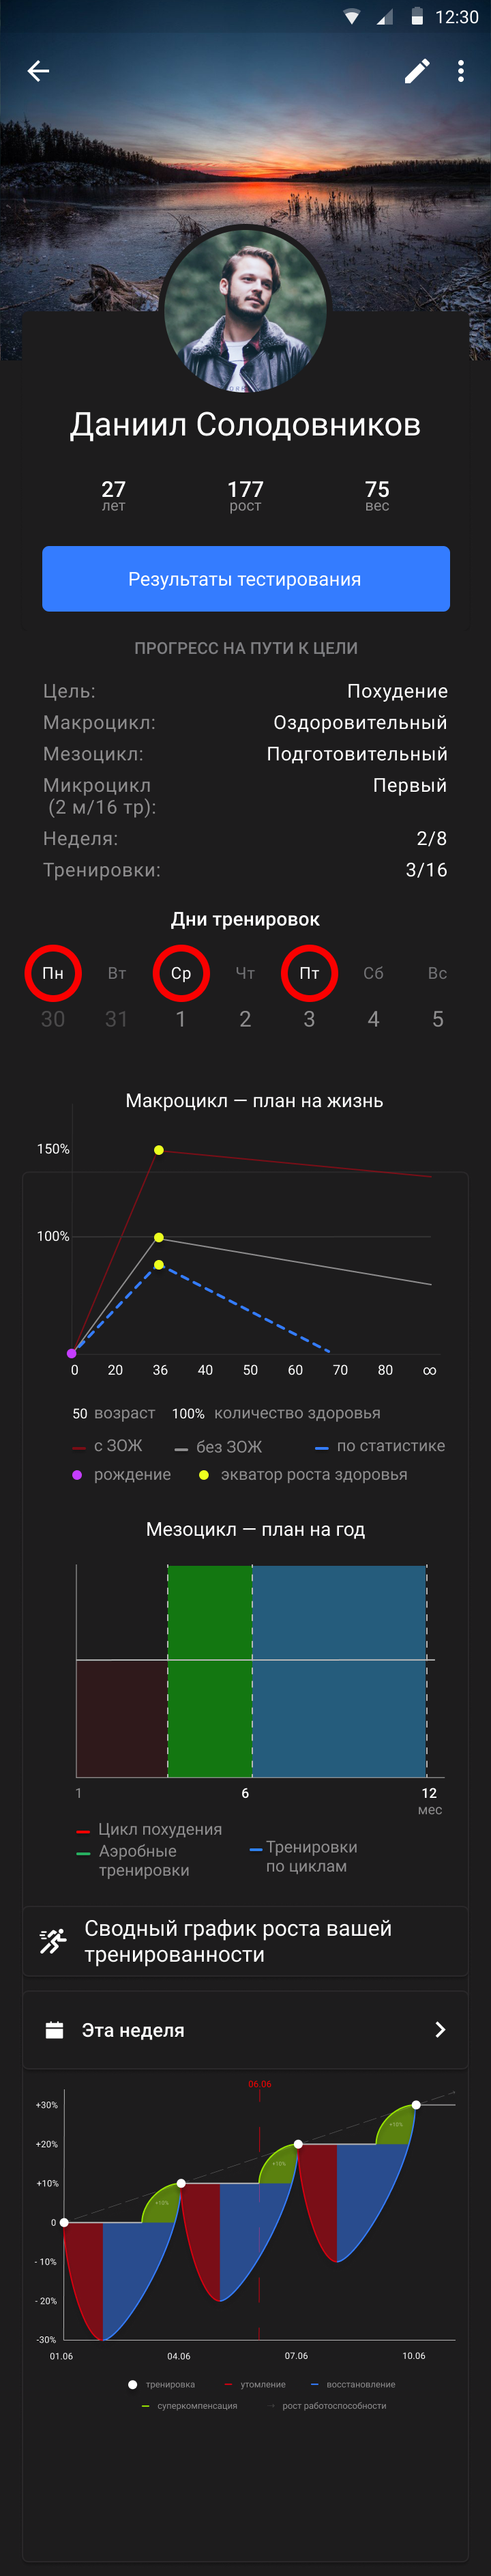 12:30
Даниил Солодовников
27 177 75
лет рост вес
Результаты тестирования
ПРОГРЕСС НА ПУТИ К ЦЕЛИ
Цель: Похудение
Макроцикл: Оздоровительный
Мезоцикл: Подготовительный
Микроцикл Первый
(2 м/16 тр):
Неделя: 2/8
Тренировки: 3/16
Дни тренировок
Пн Вт Ср Чт Пт Сб Вс
30 31 1 2 3 4 5
Макроцикл — план на жизнь
150%
100%
0 20 36 40 50 60 70 80 ∞
50 возраст 100% количество здоровья
с ЗОЖ без ЗОЖ по статистике
рождение экватор роста здоровья
Мезоцикл — план на год
1 6 12
мес
Цикл похудения
Аэробные
тренировки
Тренировки
по циклам
Сводный график роста вашей
тренированности
Эта неделя
06.06
+30%
+20%
+10%
0
- 10%
- 20%
-30%
+10%
+10%
+10%
01.06 04.06 07.06 10.06
тренировка утомление восстановление
суперкомпенсация рост работоспособности